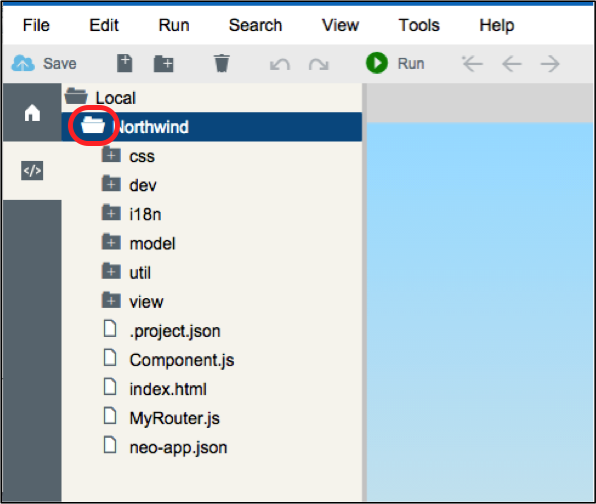 File Edit Run Search View Tools Help
Save Run
Local
Northwind
css
dev
i18n
model
util
view
.project.json
Component.js
index.html
MyRouter.js
neo-app.json